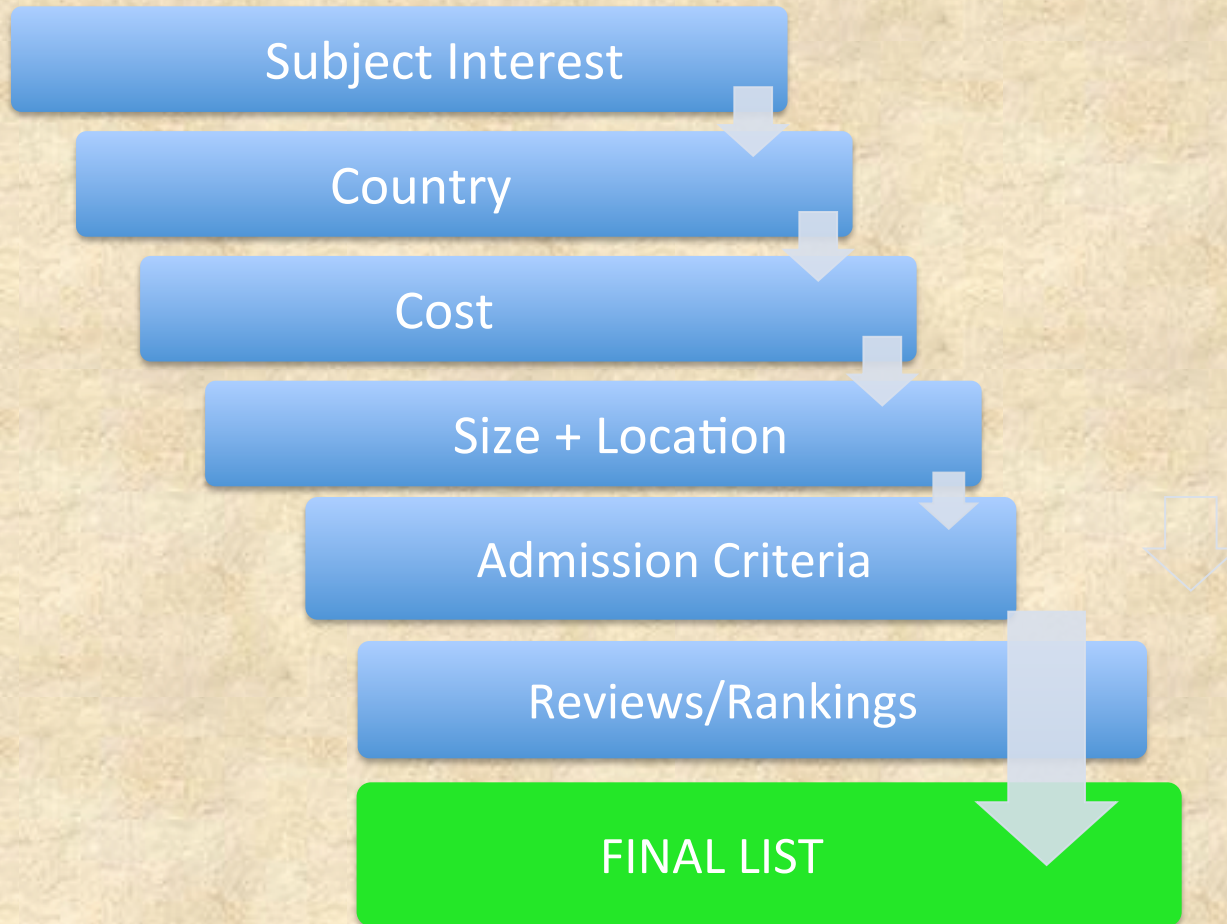 Subject Interest
Country
Cost
Size + Location
Admission Criteria
Reviews/Rankings
FINAL LIST